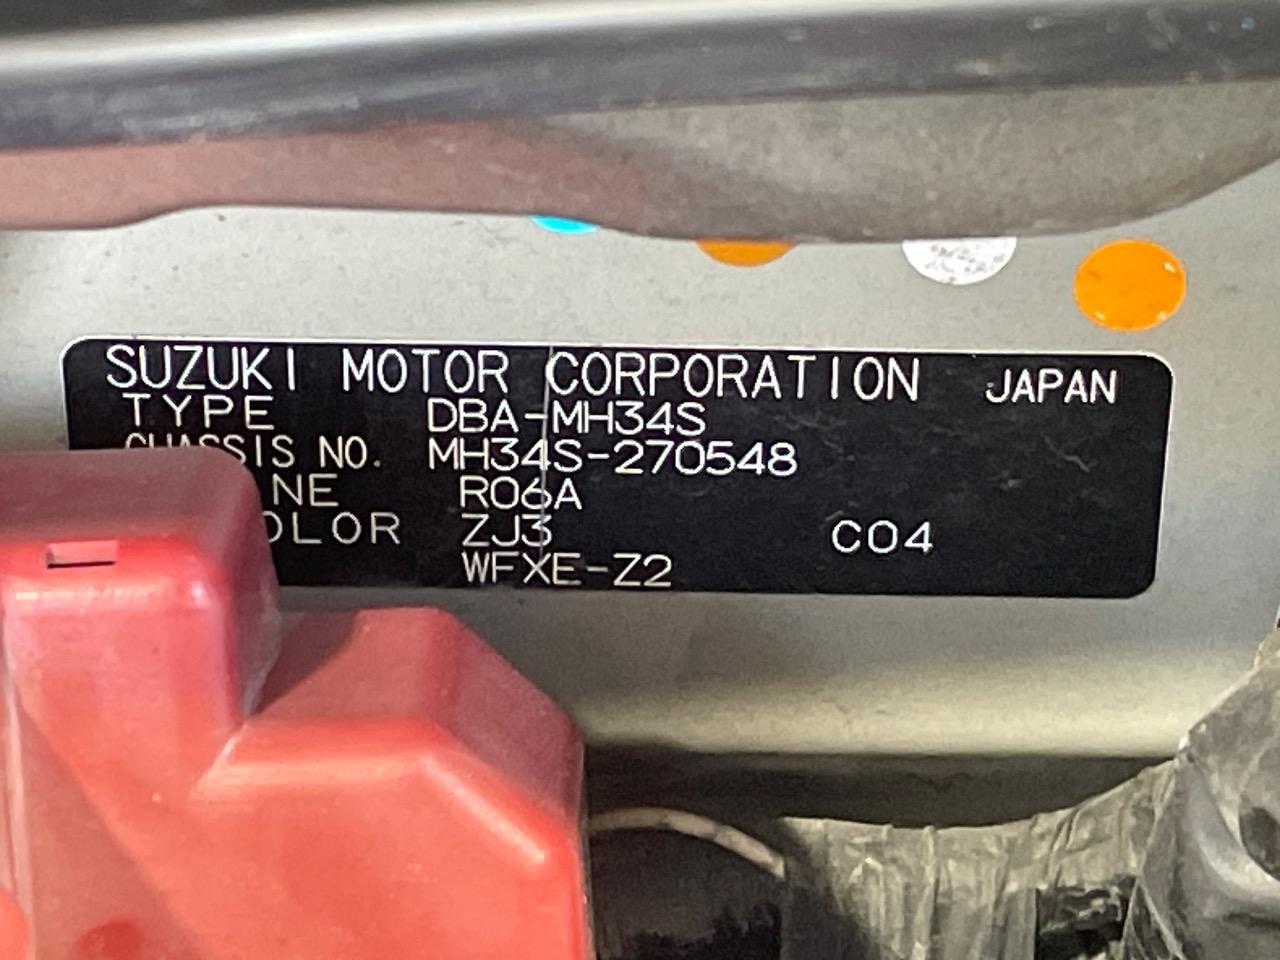 SUZUKI MOTOR CORPORATION JAPAN
TYPE DBA-MH34S
CHASSIS NO. MH34S-270548
NE R06A
OLOR ZJ3 C04
WFXE-Z2